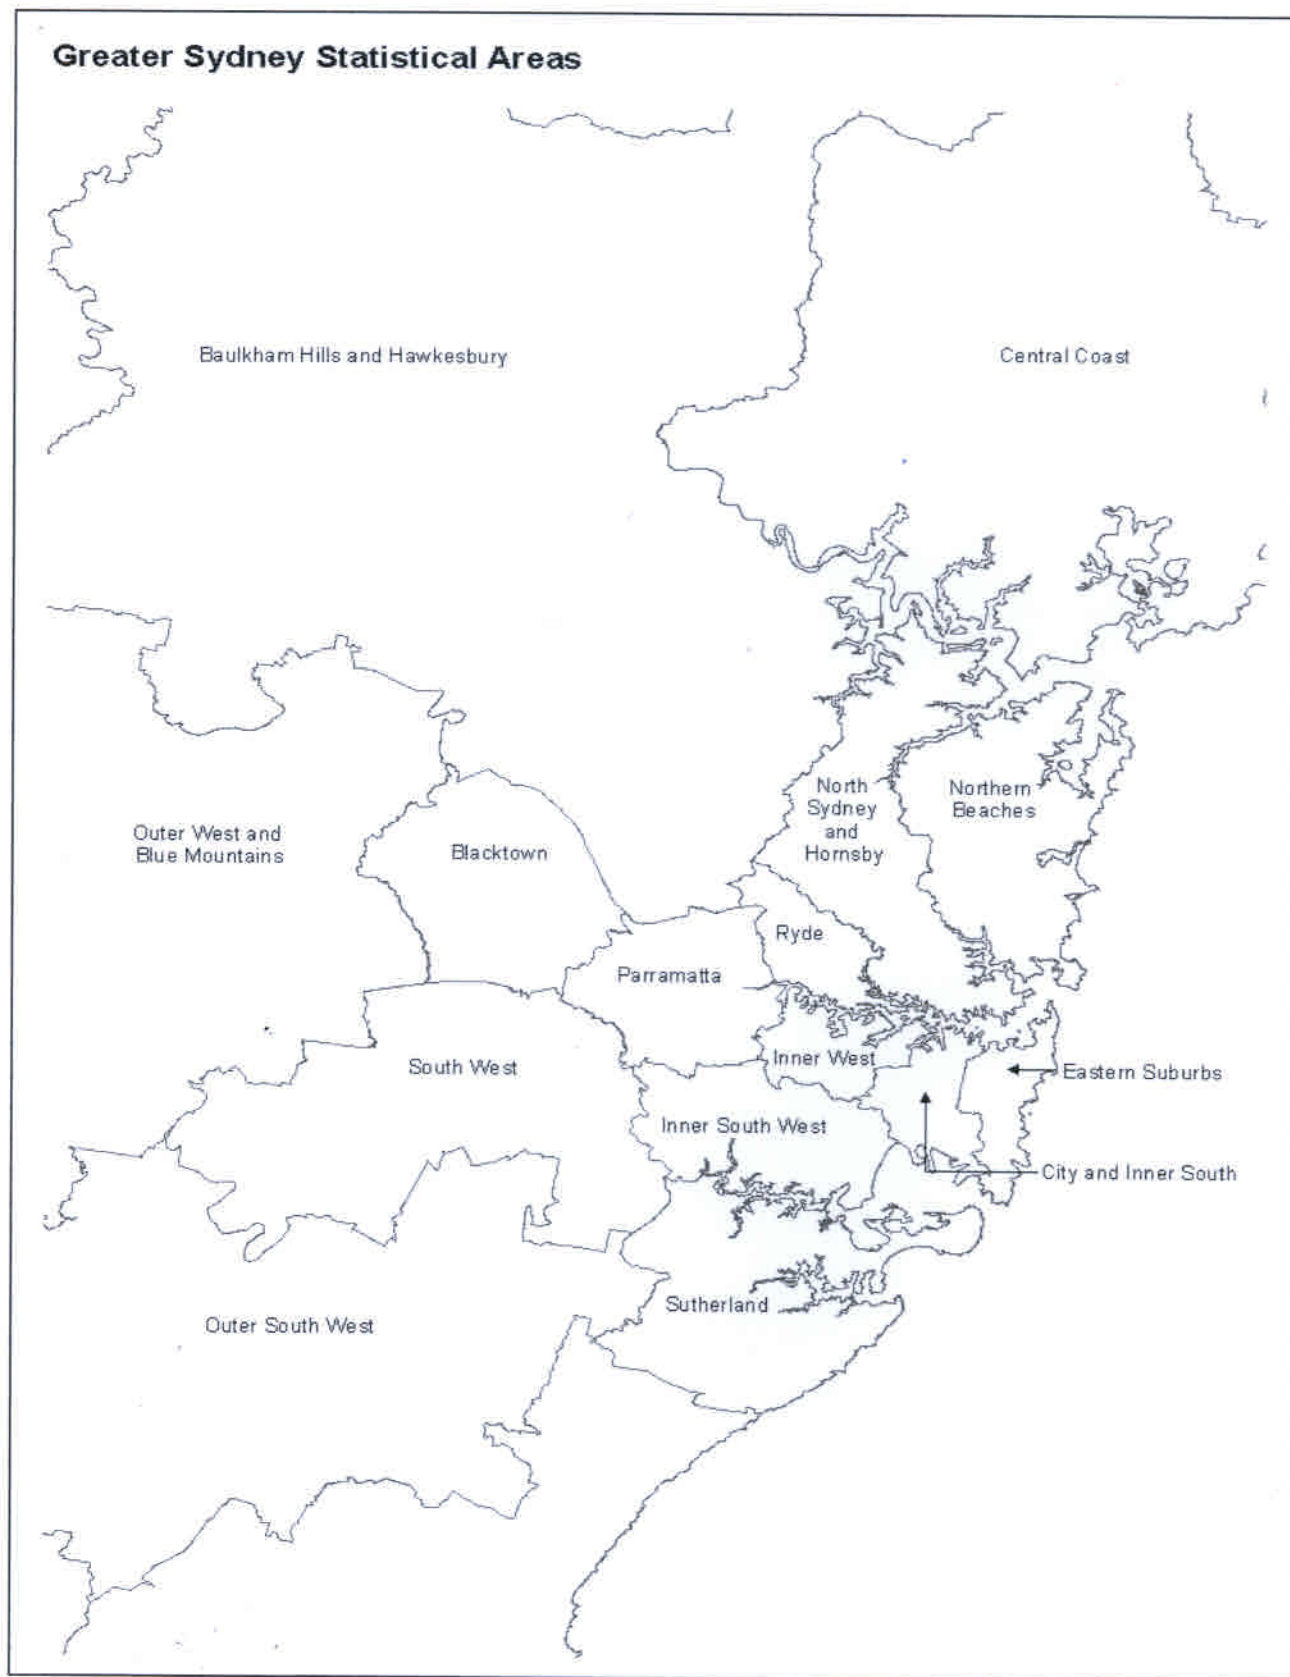 Greater Sydney Statistical Areas
Baulkham Hills and Hawkesbury
Central Coast
North
Sydney
and
Hornsby
Northern
Beaches
Outer West and
Blue Mountains
Blacktown
Ryde
Parramatta
Inner West
South West
Eastern Suburbs
Inner South West
City and Inner South
Sutherland
Outer South West